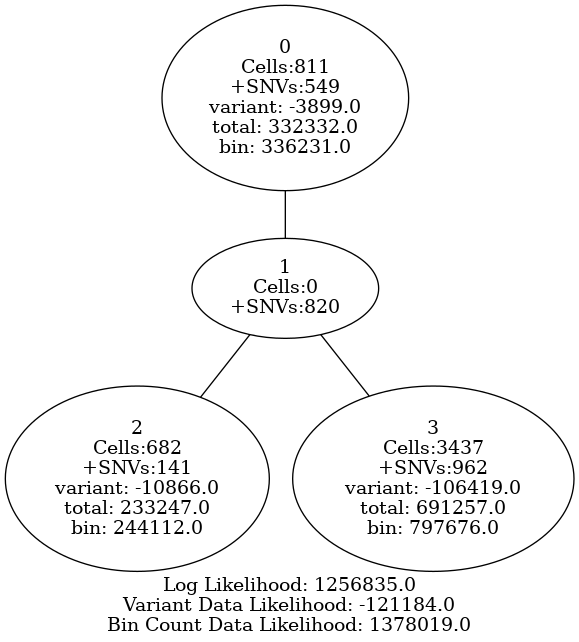 0
Cells:811
+SNVs:549
variant: -3899.0
total: 332332.0
bin: 336231.0
1
Cells:0
+SNVs:820
2
Cells:682
+SNVs:141
variant: -10866.0
total: 233247.0
bin: 244112.0
3
Cells:3437
+SNVs:962
variant: -106419.0
total: 691257.0
bin: 797676.0
Log Likelihood: 1256835.0
Variant Data Likelihood: -121184.0
Bin Count Data Likelihood: 1378019.0